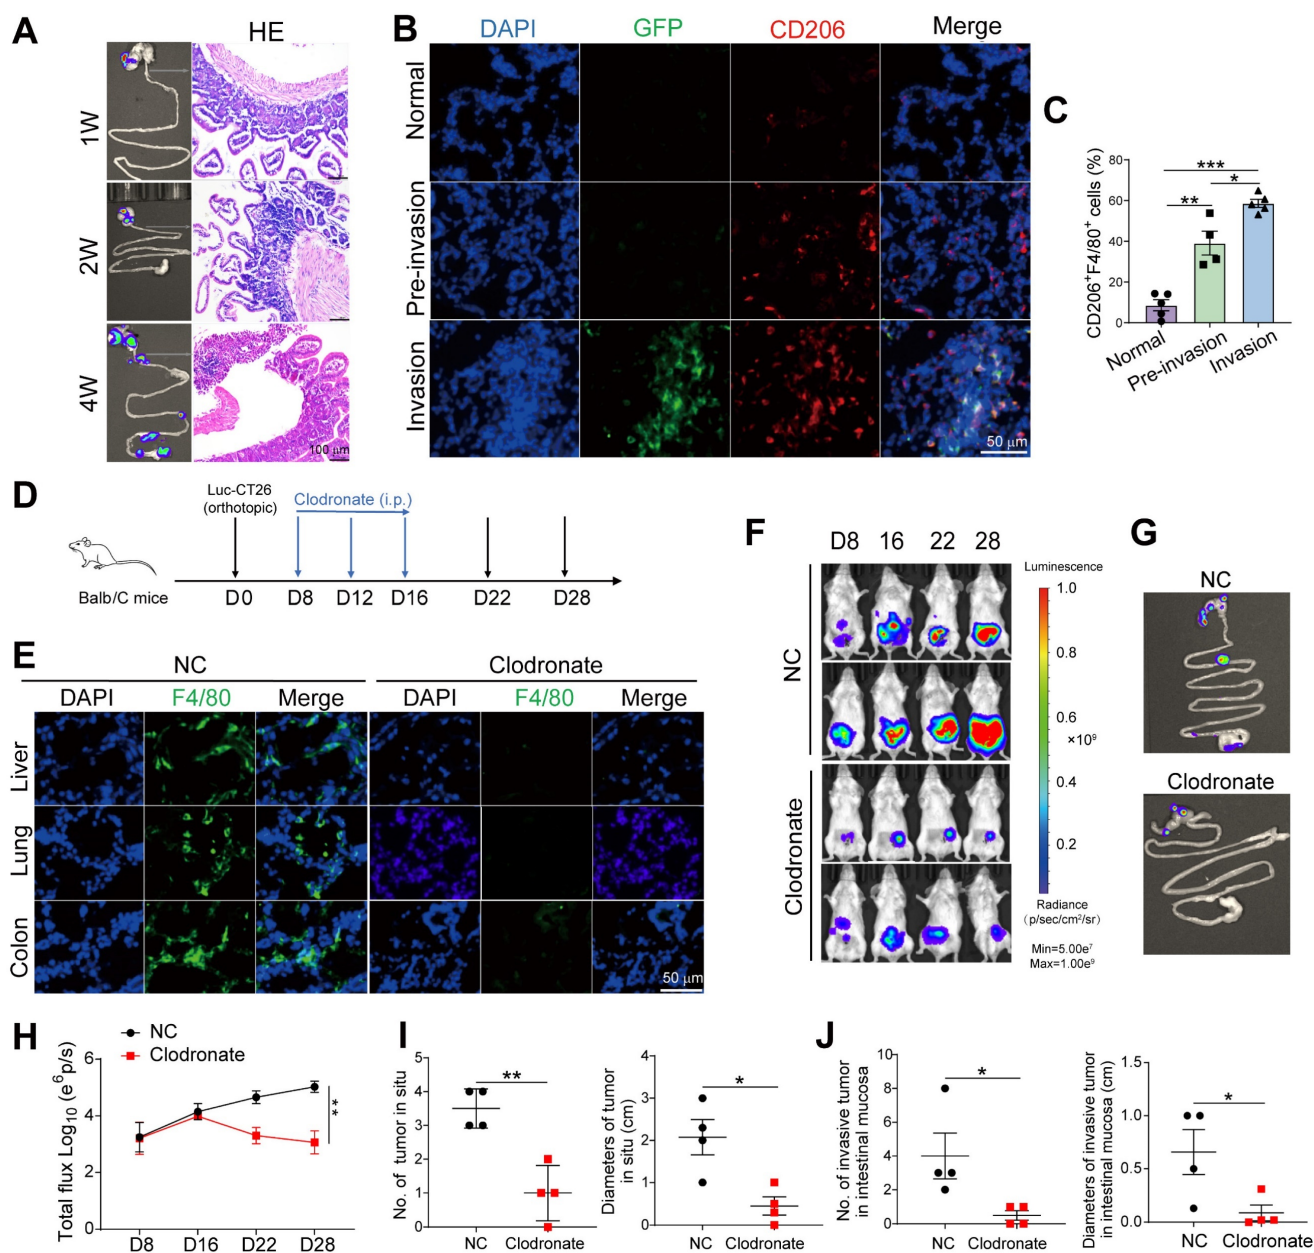 A
HE
1W
2W
4W
100 μm
B
DAPI
GFP
CD206
Merge
Normal
Pre-invasion
Invasion
50 μm
C
CD206⁺F4/80⁺ cells (%)
80
60
40
20
0
***
**
*
Normal
Pre-invasion
Invasion
D
Luc-CT26
(orthotopic)
Clodronate (i.p.)
Balb/C mice
D0
D8
D12
D16
D22
D28
E
NC
Clodronate
DAPI
F4/80
Merge
DAPI
F4/80
Merge
Liver
Lung
Colon
50 μm
F
D8
16
22
28
NC
Clodronate
Luminescence
1.0
0.8
0.6
×10⁹
0.4
0.2
Radiance
(p/sec/cm²/sr)
Min=5.00e⁷
Max=1.00e⁹
G
NC
Clodronate
H
NC
Clodronate
Total flux Log₁₀ (e⁶p/s)
6
4
2
0
**
D8
D16
D22
D28
I
No. of tumor in situ
5
4
3
2
1
0
**
NC
Clodronate
Diameters of tumor
in situ (cm)
4
3
2
1
0
*
NC
Clodronate
J
No. of invasive tumor
in intestinal mucosa
10
8
6
4
2
0
*
NC
Clodronate
Diameters of invasive tumor
in intestinal mucosa (cm)
1.5
1.0
0.5
0.0
*
NC
Clodronate